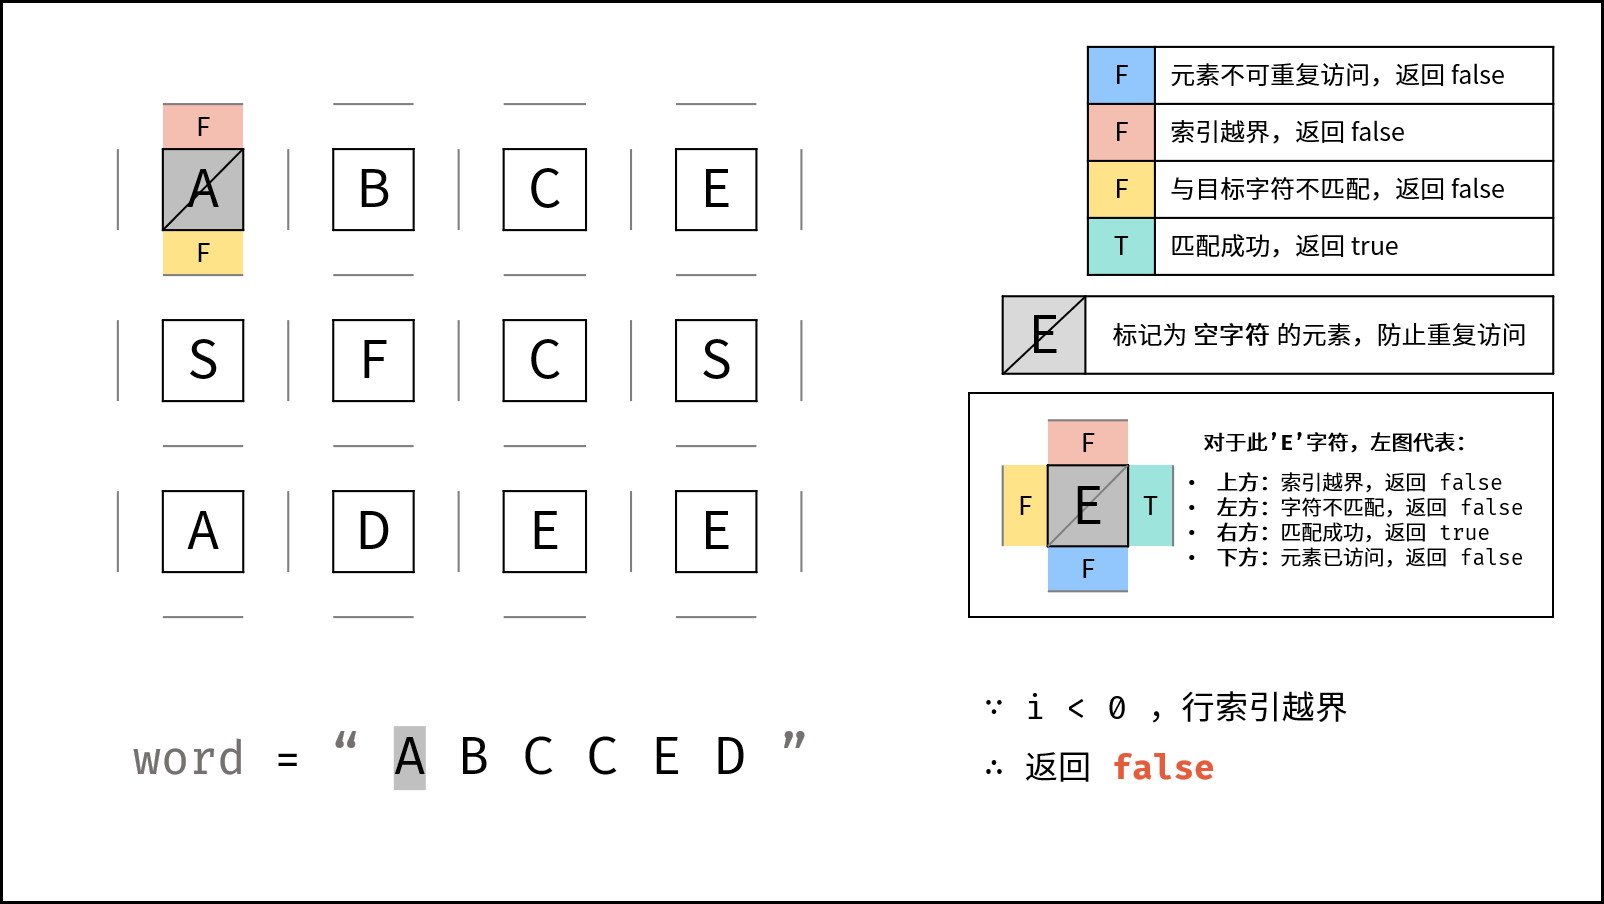 F
A B C E
F
S F C S
A D E E
word = “ A B C C E D ”
F 元素不可重复访问，返回 false
F 索引越界，返回 false
F 与目标字符不匹配，返回 false
T 匹配成功，返回 true
E 标记为 空字符 的元素，防止重复访问
F
F E T
F
对于此'E'字符，左图代表：
• 上方：索引越界，返回 false
• 左方：字符不匹配，返回 false
• 右方：匹配成功，返回 true
• 下方：元素已访问，返回 false
∵ i < 0 ，行索引越界
∴ 返回 false